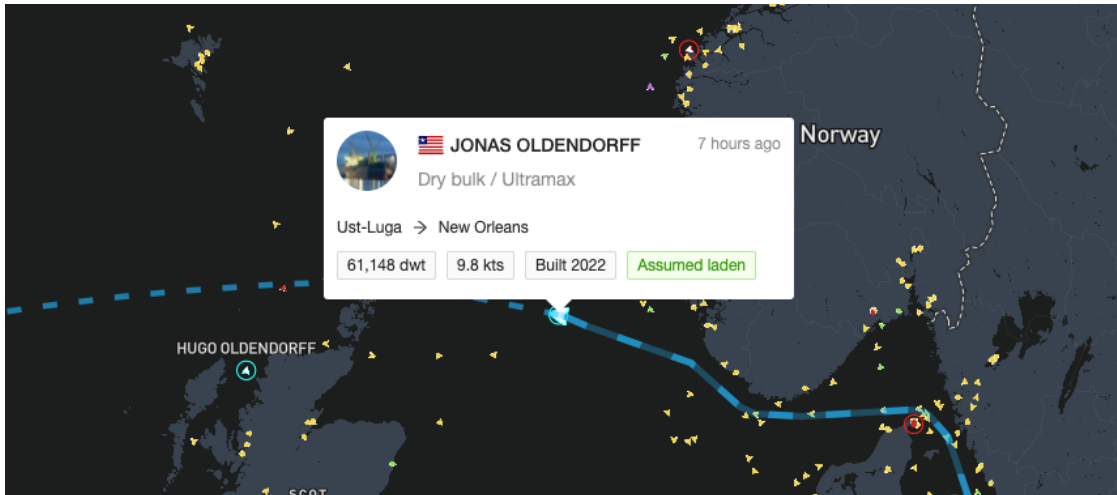 JONAS OLDENDORFF
7 hours ago
Dry bulk / Ultramax
Norway
Ust-Luga → New Orleans
61,148 dwt
9.8 kts
Built 2022
Assumed laden
HUGO OLDENDORFF
SCOT